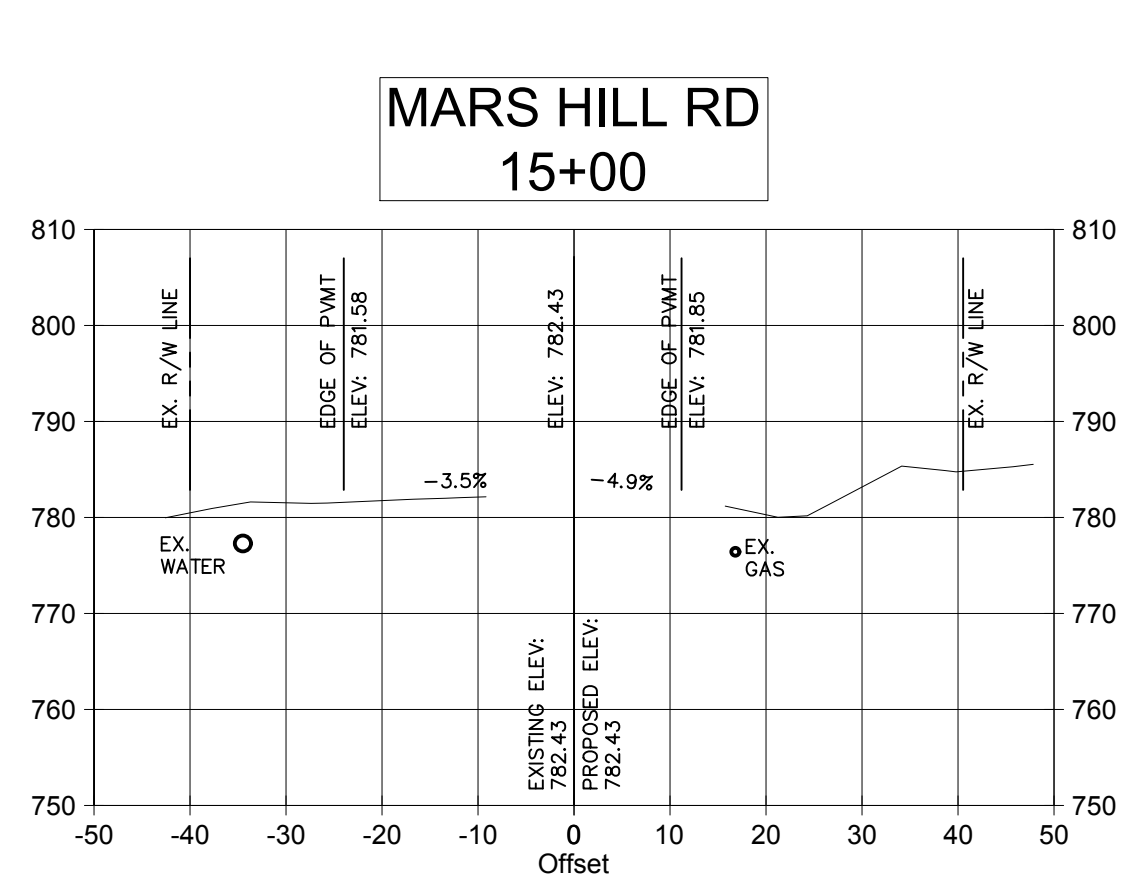 MARS HILL RD
15+00
810
810
EX. R/W LINE
EDGE OF PVMT
ELEV: 781.58
ELEV: 782.43
EDGE OF PVMT
ELEV: 781.85
EX. R/W LINE
800
800
790
790
-3.5%
-4.9%
780
780
EX.
WATER
EX.
GAS
770
770
EXISTING ELEV:
782.43
PROPOSED ELEV:
782.43
760
760
750
750
-50
-40
-30
-20
-10
0
10
20
30
40
50
Offset